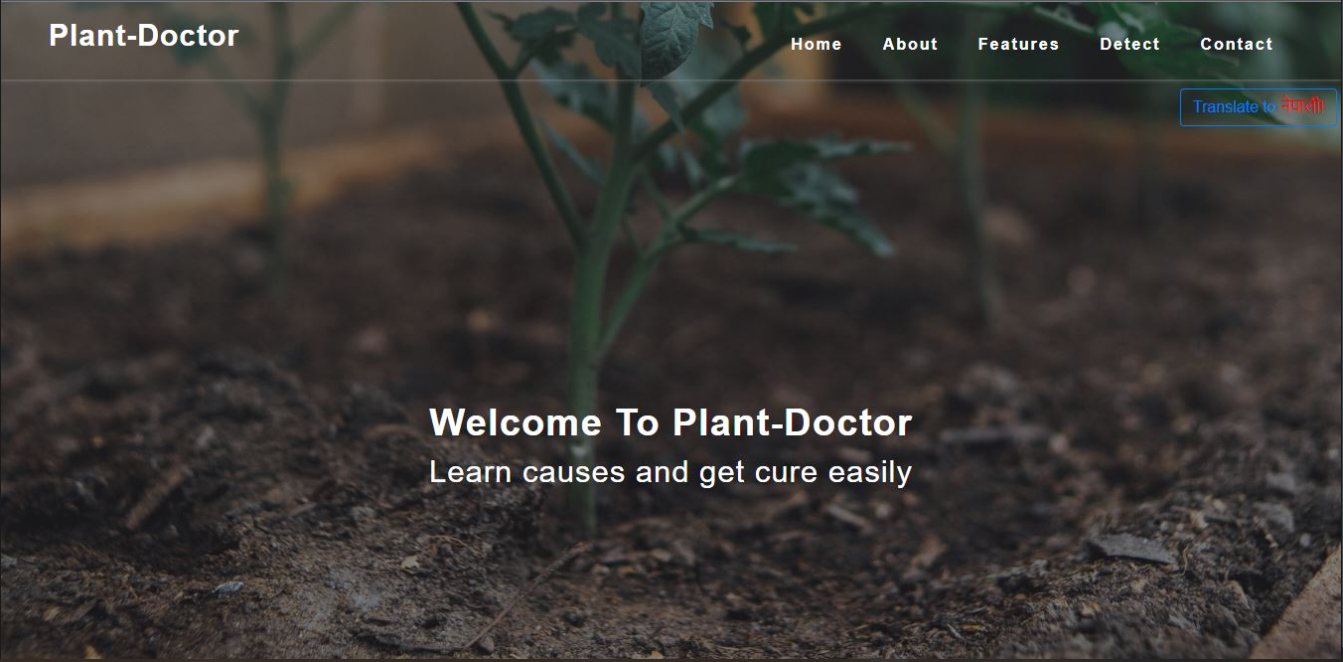 Plant-Doctor
Home About Features Detect Contact
Translate to नेपाली
Welcome To Plant-Doctor
Learn causes and get cure easily